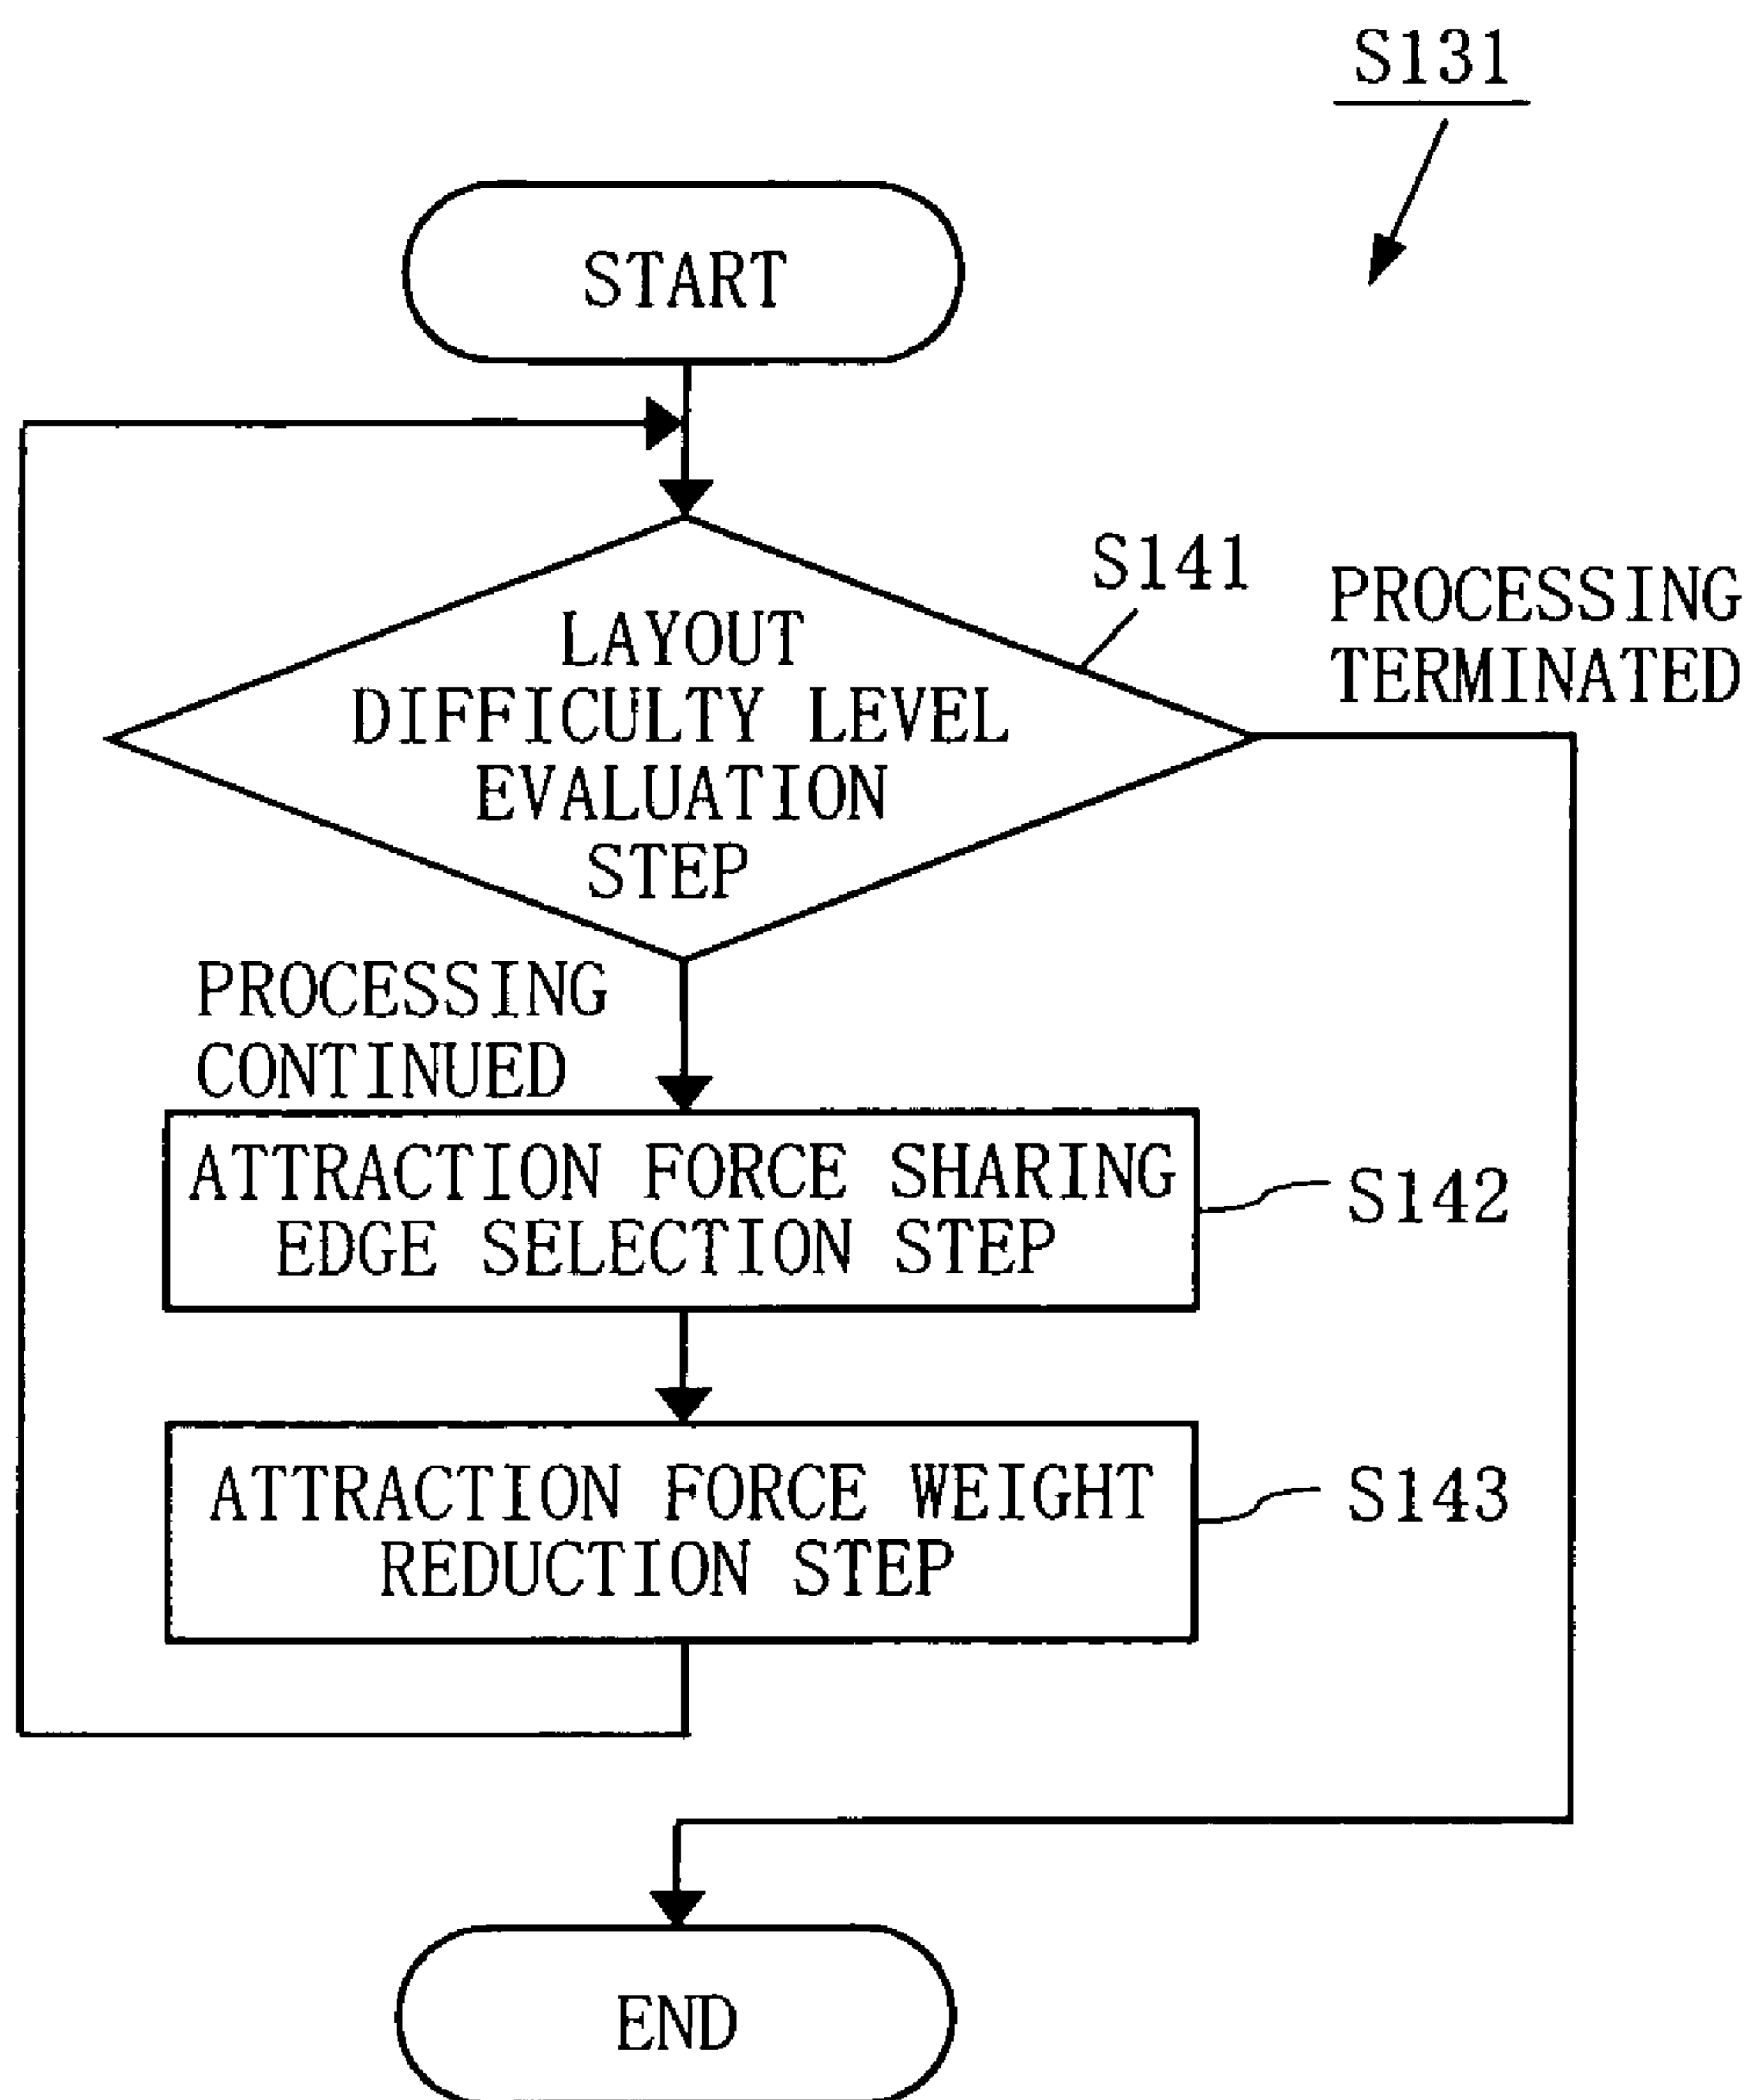 S131
START
S141
PROCESSING
TERMINATED
LAYOUT
DIFFICULTY LEVEL
EVALUATION
STEP
PROCESSING
CONTINUED
ATTRACTION FORCE SHARING
EDGE SELECTION STEP
S142
ATTRACTION FORCE WEIGHT
REDUCTION STEP
S143
END